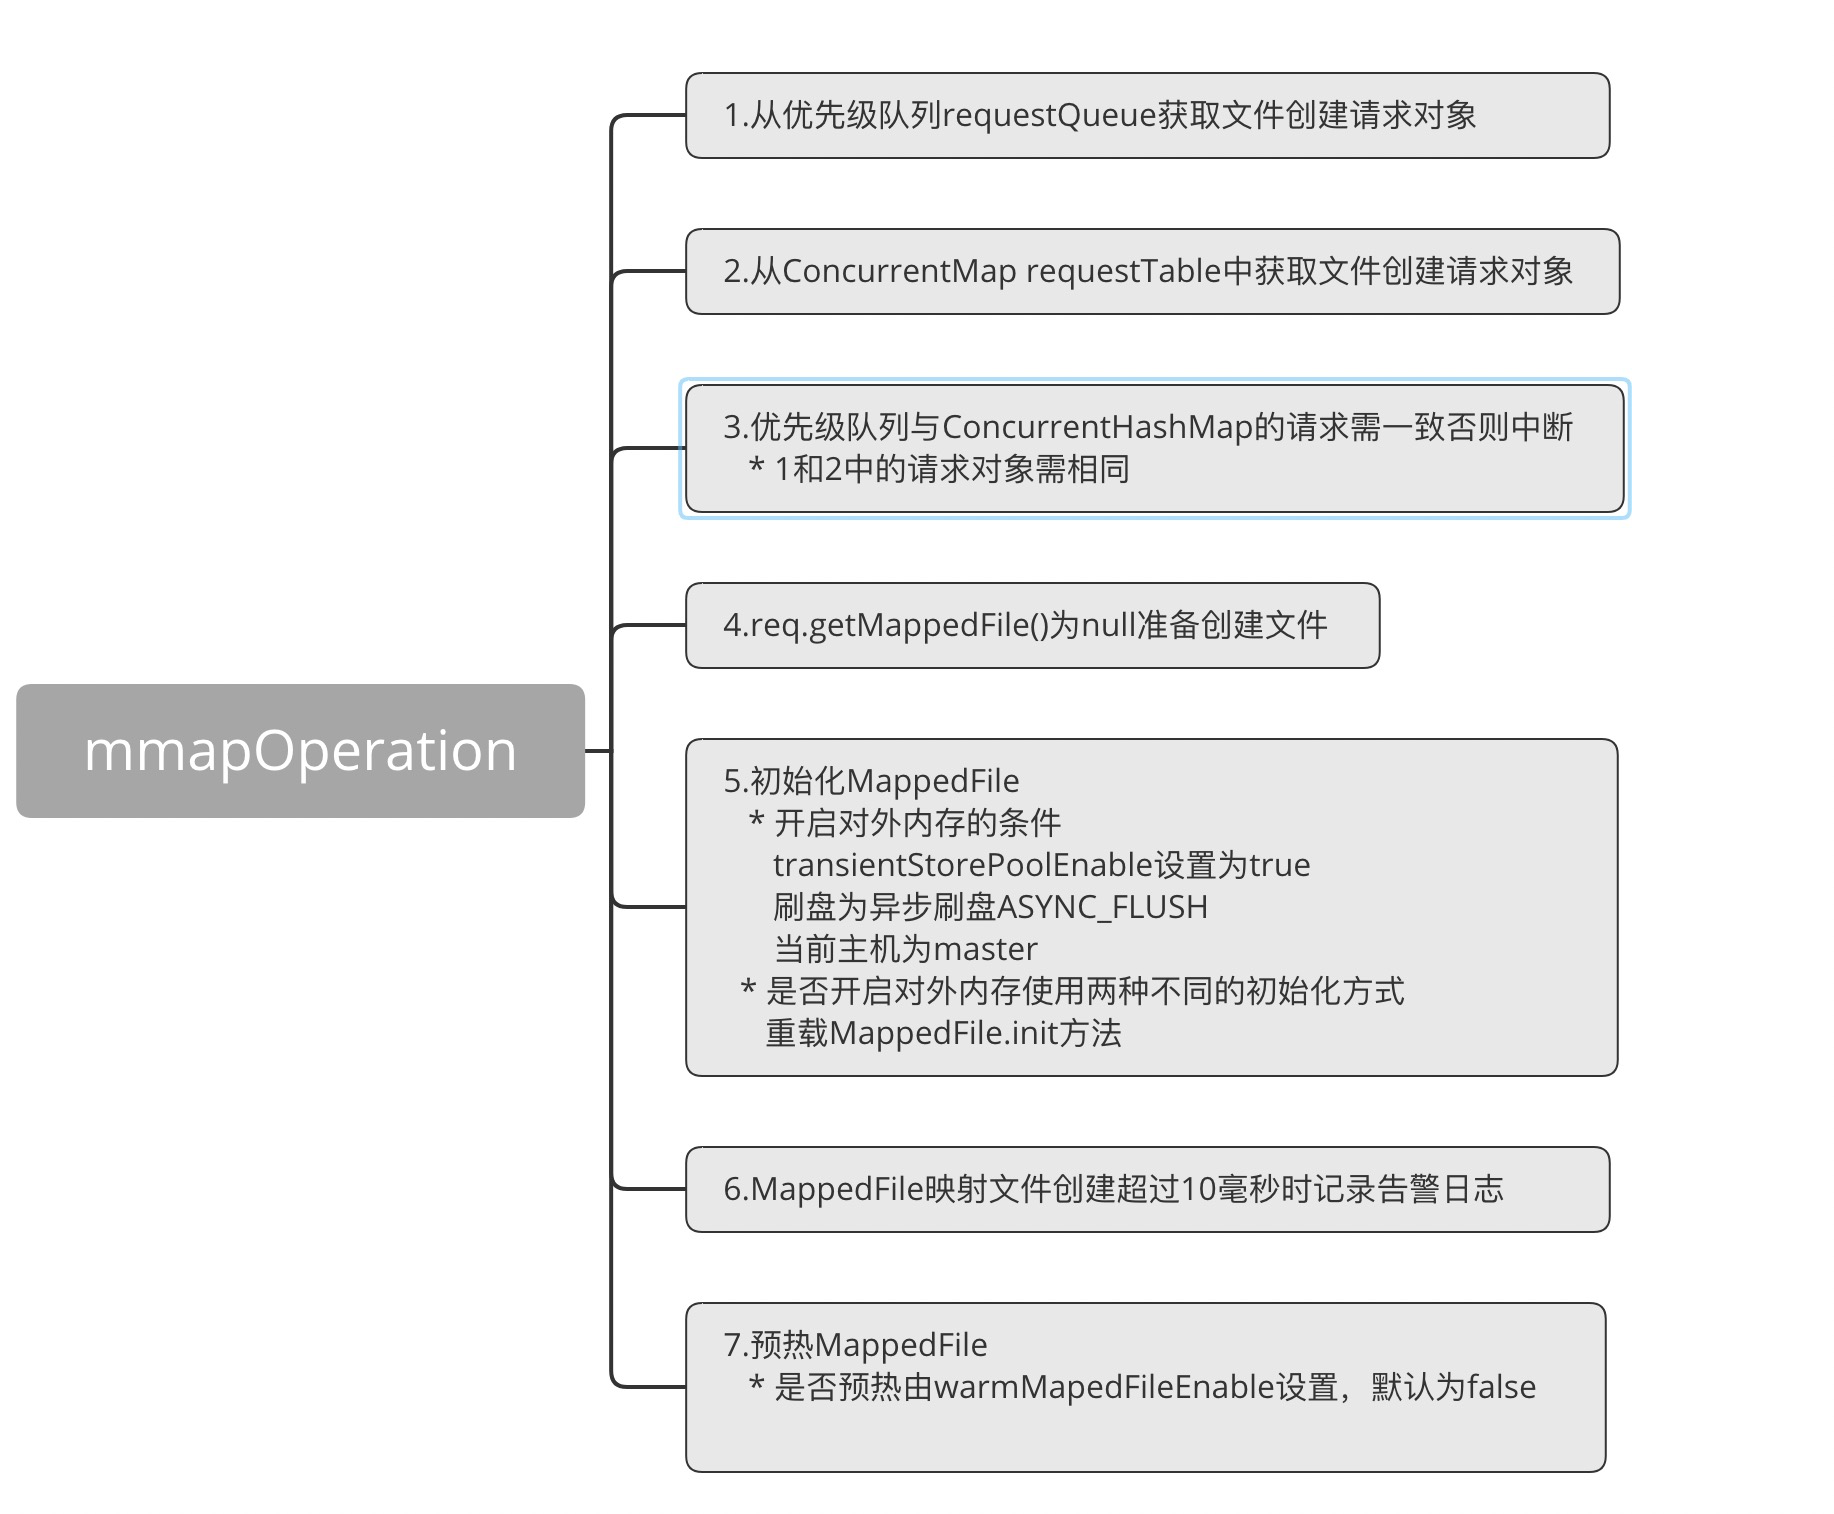 1.从优先级队列requestQueue获取文件创建请求对象
2.从ConcurrentMap requestTable中获取文件创建请求对象
3.优先级队列与ConcurrentHashMap的请求需一致否则中断
* 1和2中的请求对象需相同
4.req.getMappedFile()为null准备创建文件
mmapOperation
5.初始化MappedFile
* 开启对外内存的条件
transientStorePoolEnable设置为true
刷盘为异步刷盘ASYNC_FLUSH
当前主机为master
* 是否开启对外内存使用两种不同的初始化方式
重载MappedFile.init方法
6.MappedFile映射文件创建超过10毫秒时记录告警日志
7.预热MappedFile
* 是否预热由warmMapedFileEnable设置，默认为false